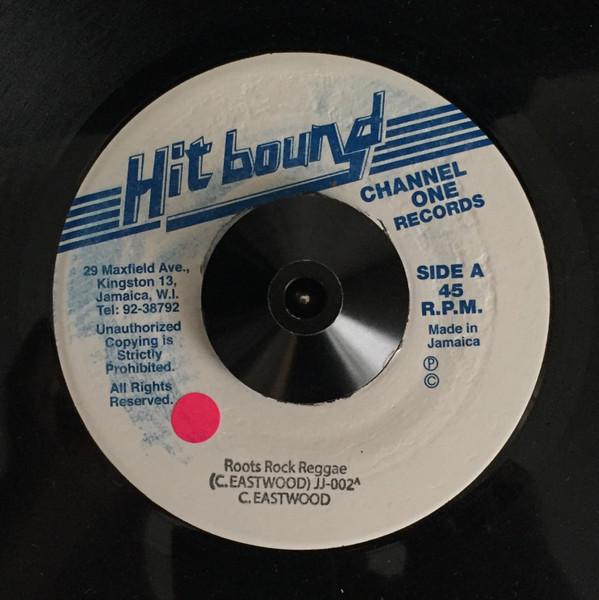 Hit bound
CHANNEL
ONE
RECORDS
29 Maxfield Ave.,
Kingston 13,
Jamaica, W.I.
Tel: 92-38792
Unauthorized
Copying is
Strictly
Prohibited.
All Rights
Reserved.
SIDE A
45
R.P.M.
Made in
Jamaica
Ⓟ
©
Roots Rock Reggae
(C.EASTWOOD) JJ-002ᴬ
C.EASTWOOD